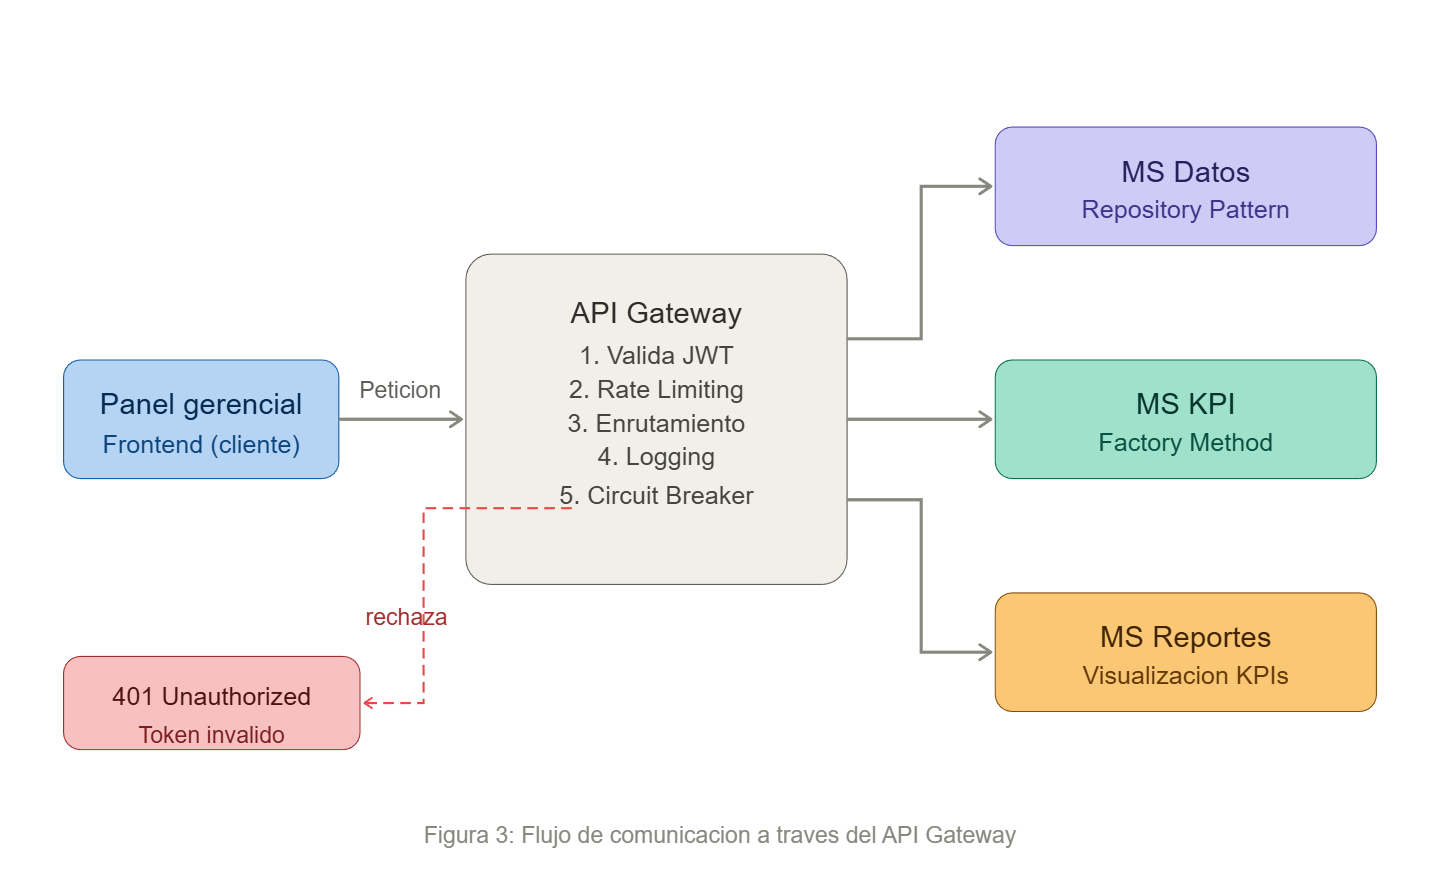 MS Datos
Repository Pattern
API Gateway
1. Valida JWT
2. Rate Limiting
3. Enrutamiento
4. Logging
5. Circuit Breaker
Panel gerencial
Frontend (cliente)
Peticion
MS KPI
Factory Method
rechaza
MS Reportes
Visualizacion KPIs
401 Unauthorized
Token invalido
Figura 3: Flujo de comunicacion a traves del API Gateway